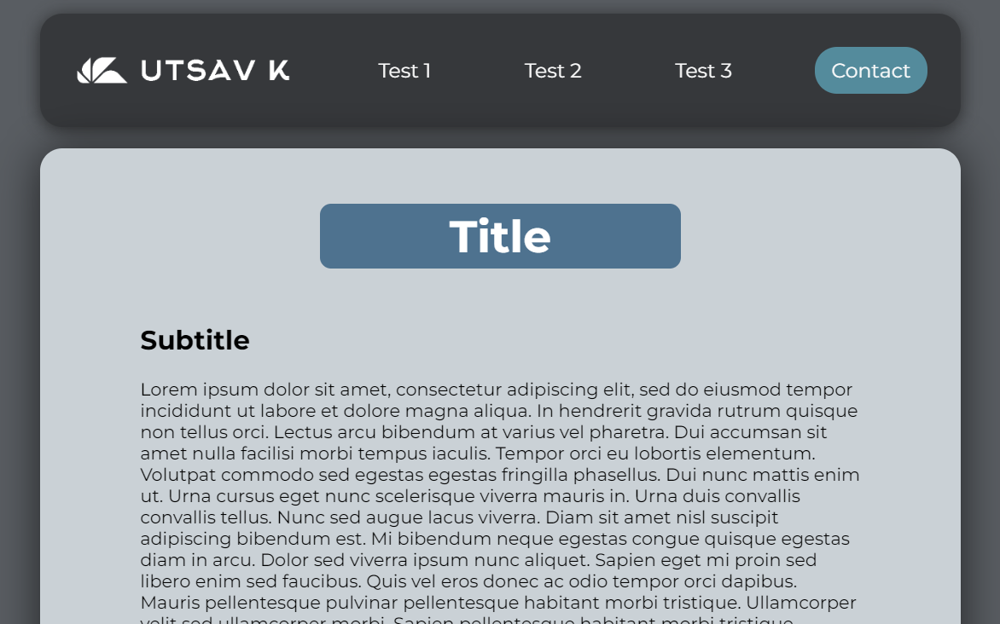 UTSAV K
Test 1
Test 2
Test 3
Contact
Title
Subtitle
Lorem ipsum dolor sit amet, consectetur adipiscing elit, sed do eiusmod tempor
incididunt ut labore et dolore magna aliqua. In hendrerit gravida rutrum quisque
non tellus orci. Lectus arcu bibendum at varius vel pharetra. Dui accumsan sit
amet nulla facilisi morbi tempus iaculis. Tempor orci eu lobortis elementum.
Volutpat commodo sed egestas egestas fringilla phasellus. Dui nunc mattis enim
ut. Urna cursus eget nunc scelerisque viverra mauris in. Urna duis convallis
convallis tellus. Nunc sed augue lacus viverra. Diam sit amet nisl suscipit
adipiscing bibendum est. Mi bibendum neque egestas congue quisque egestas
diam in arcu. Dolor sed viverra ipsum nunc aliquet. Sapien eget mi proin sed
libero enim sed faucibus. Quis vel eros donec ac odio tempor orci dapibus.
Mauris pellentesque pulvinar pellentesque habitant morbi tristique. Ullamcorper
velit sed ullamcorper morbi. Sapien pellentesque habitant morbi tristique